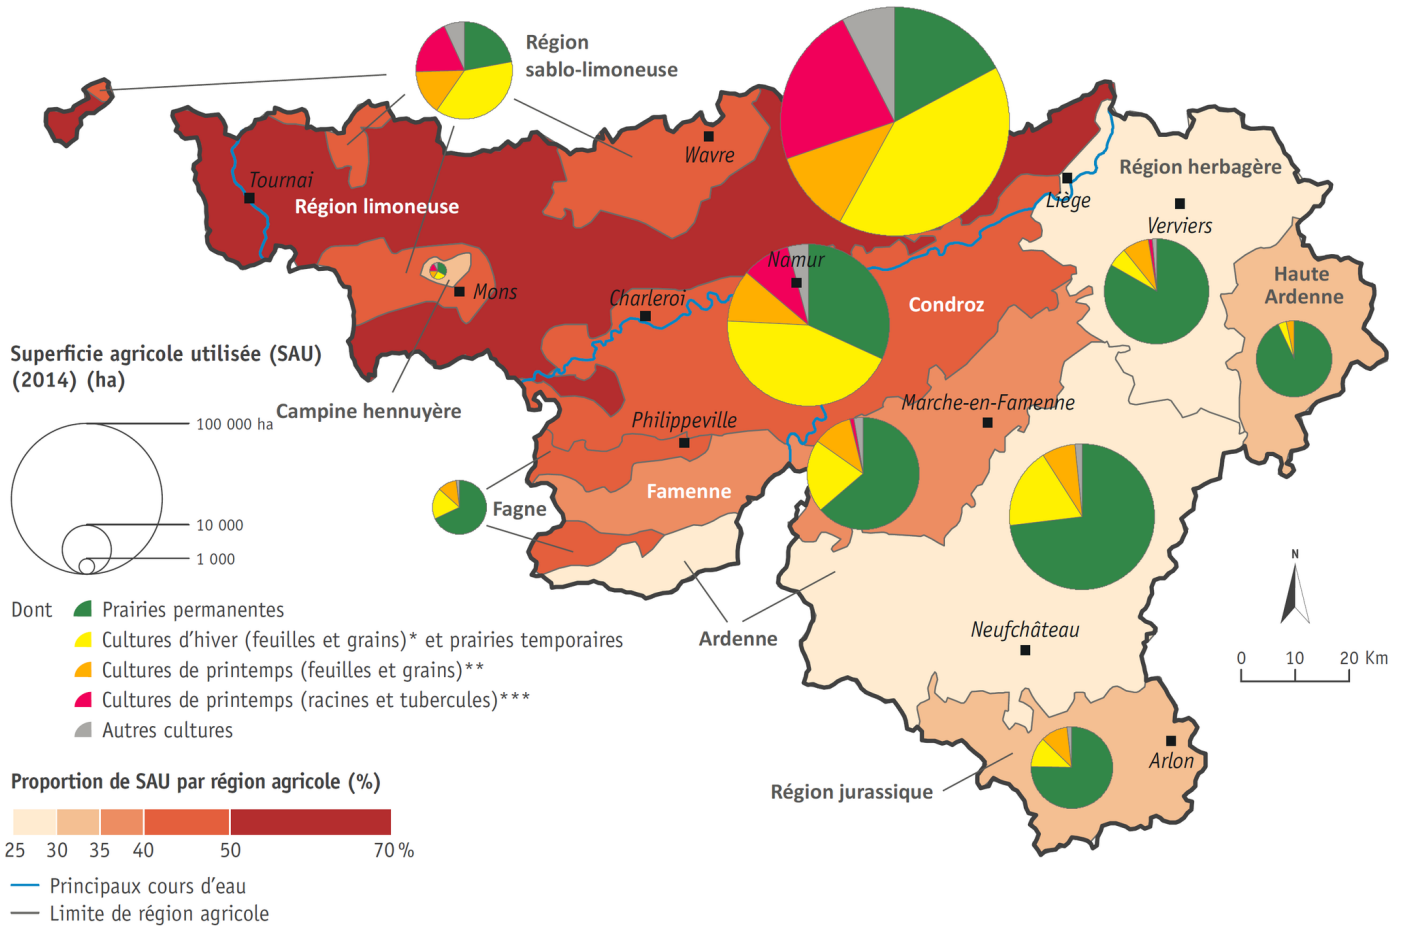 Région
sablo-limoneuse
Wavre
Tournai
Région limoneuse
Région herbagère
Liège
Verviers
Namur
Haute
Ardenne
Mons
Charleroi
Condroz
Superficie agricole utilisée (SAU)
(2014) (ha)
Campine hennuyère
Marche-en-Famenne
Philippeville
100 000 ha
Famenne
Fagne
10 000
1 000
N
Dont
Prairies permanentes
Cultures d'hiver (feuilles et grains)* et prairies temporaires
Cultures de printemps (feuilles et grains)**
Cultures de printemps (racines et tubercules)***
Autres cultures
Ardenne
Neufchâteau
0 10 20 Km
Arlon
Région jurassique
Proportion de SAU par région agricole (%)
25 30 35 40 50 70 %
Principaux cours d'eau
Limite de région agricole